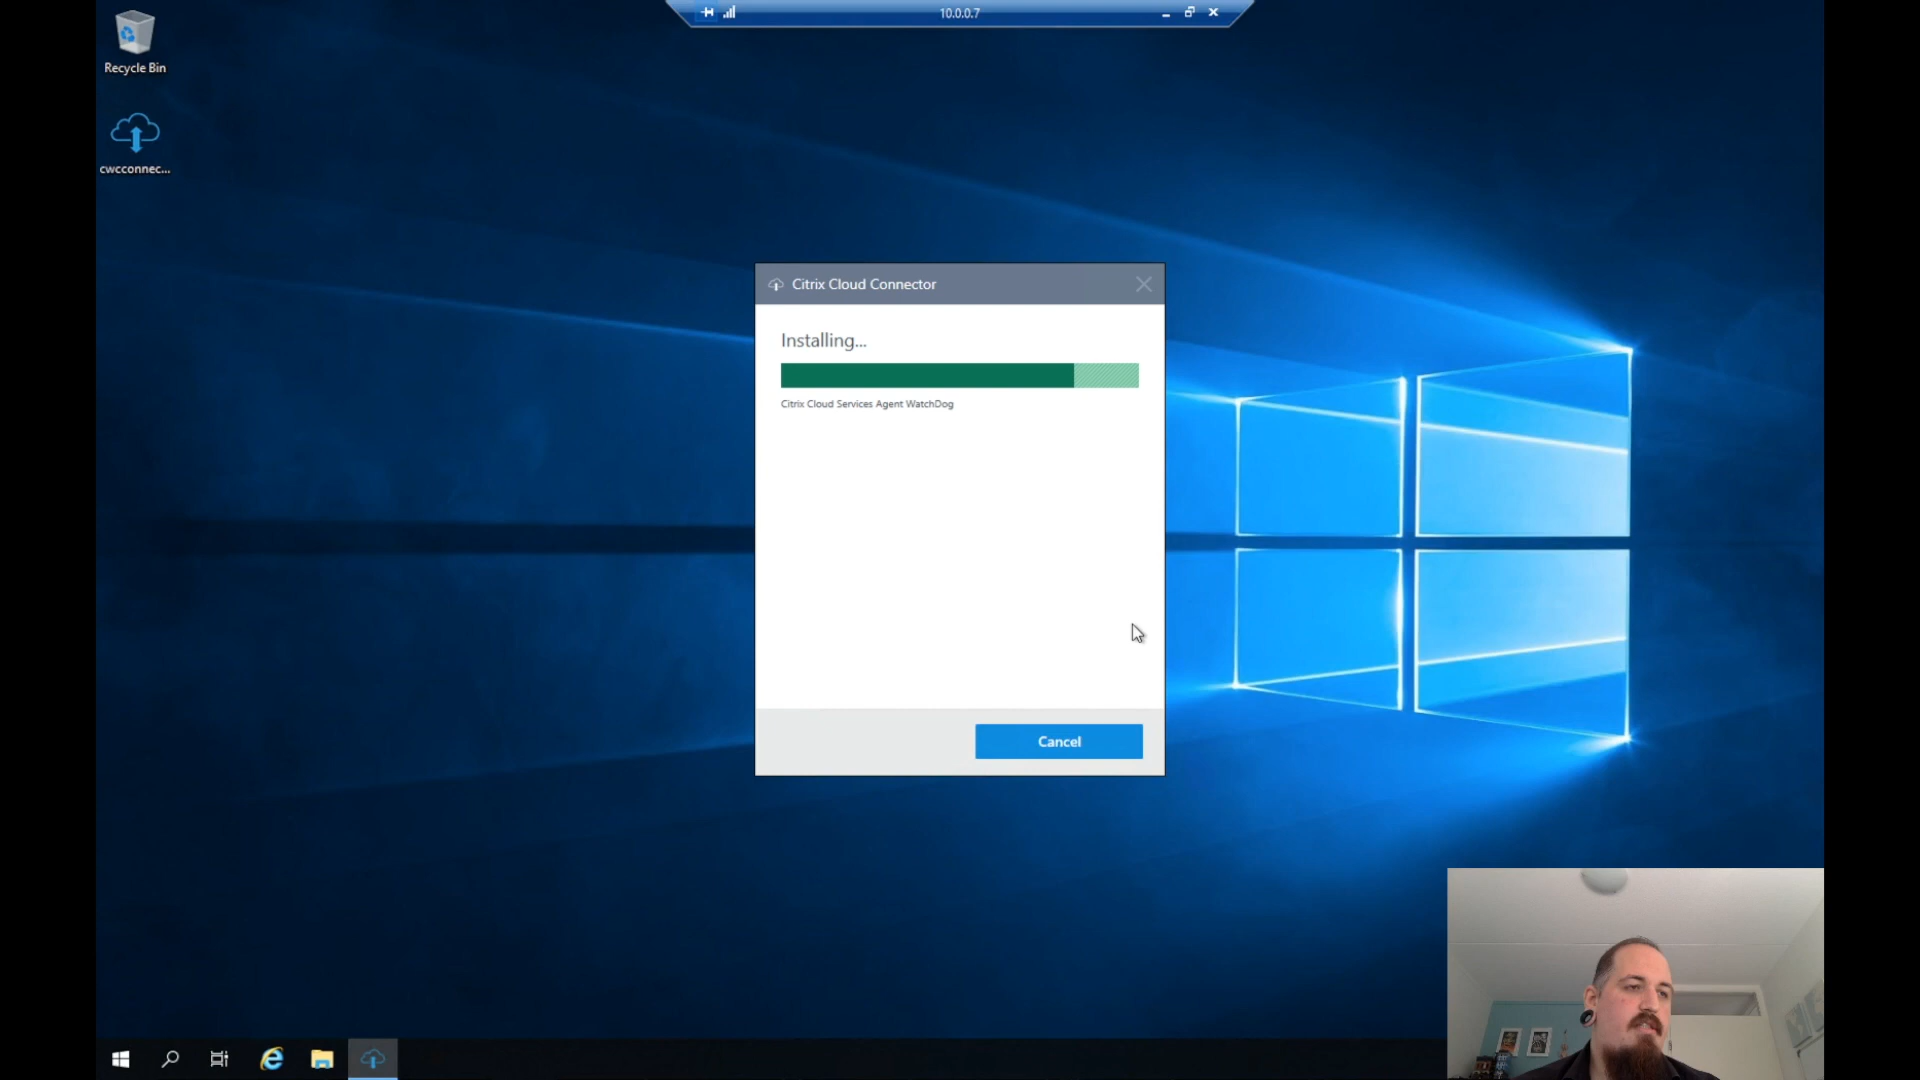 10.0.0.7
Recycle Bin
cwcconnec...
Citrix Cloud Connector
Installing...
Citrix Cloud Services Agent WatchDog
Cancel